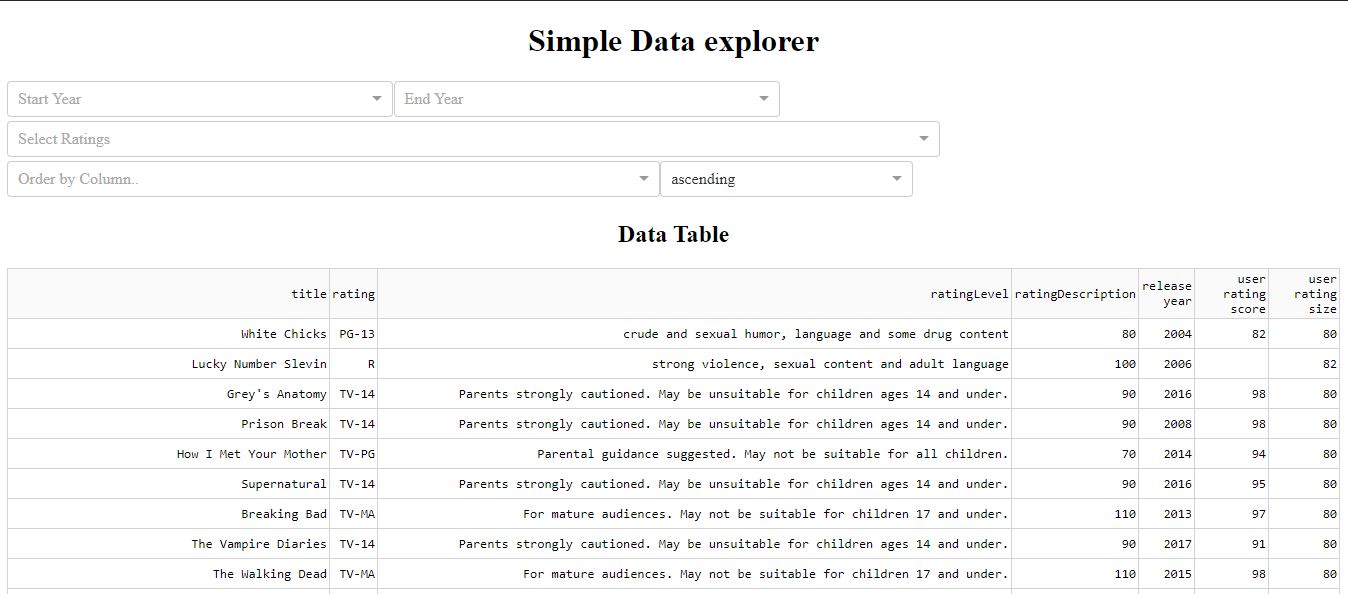 Simple Data explorer
Start Year End Year
Select Ratings
Order by Column.. ascending
Data Table
title rating ratingLevel ratingDescription release year user rating score user rating size
White Chicks PG-13 crude and sexual humor, language and some drug content 80 2004 82 80
Lucky Number Slevin R strong violence, sexual content and adult language 100 2006 82
Grey's Anatomy TV-14 Parents strongly cautioned. May be unsuitable for children ages 14 and under. 90 2016 98 80
Prison Break TV-14 Parents strongly cautioned. May be unsuitable for children ages 14 and under. 90 2008 98 80
How I Met Your Mother TV-PG Parental guidance suggested. May not be suitable for all children. 70 2014 94 80
Supernatural TV-14 Parents strongly cautioned. May be unsuitable for children ages 14 and under. 90 2016 95 80
Breaking Bad TV-MA For mature audiences. May not be suitable for children 17 and under. 110 2013 97 80
The Vampire Diaries TV-14 Parents strongly cautioned. May be unsuitable for children ages 14 and under. 90 2017 91 80
The Walking Dead TV-MA For mature audiences. May not be suitable for children 17 and under. 110 2015 98 80